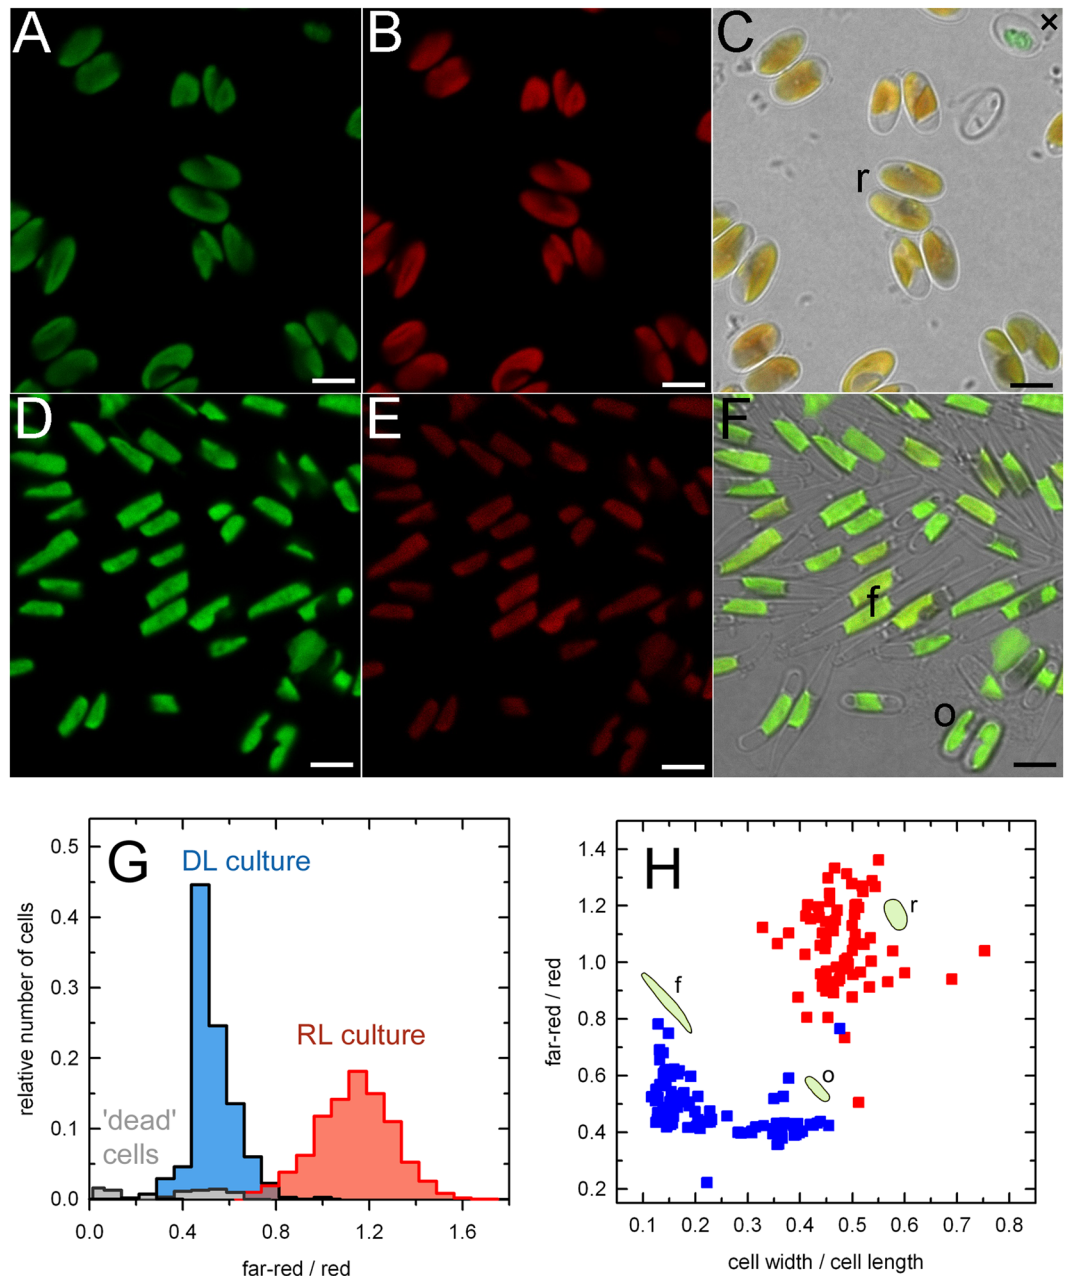 A
B
C
×
r
D
E
F
f
o
G
DL culture
RL culture
'dead'
cells
relative number of cells
0.5
0.4
0.3
0.2
0.1
0.0
0.0
0.4
0.8
1.2
1.6
far-red / red
H
r
f
o
far-red / red
1.4
1.2
1.0
0.8
0.6
0.4
0.2
0.1
0.2
0.3
0.4
0.5
0.6
0.7
0.8
cell width / cell length